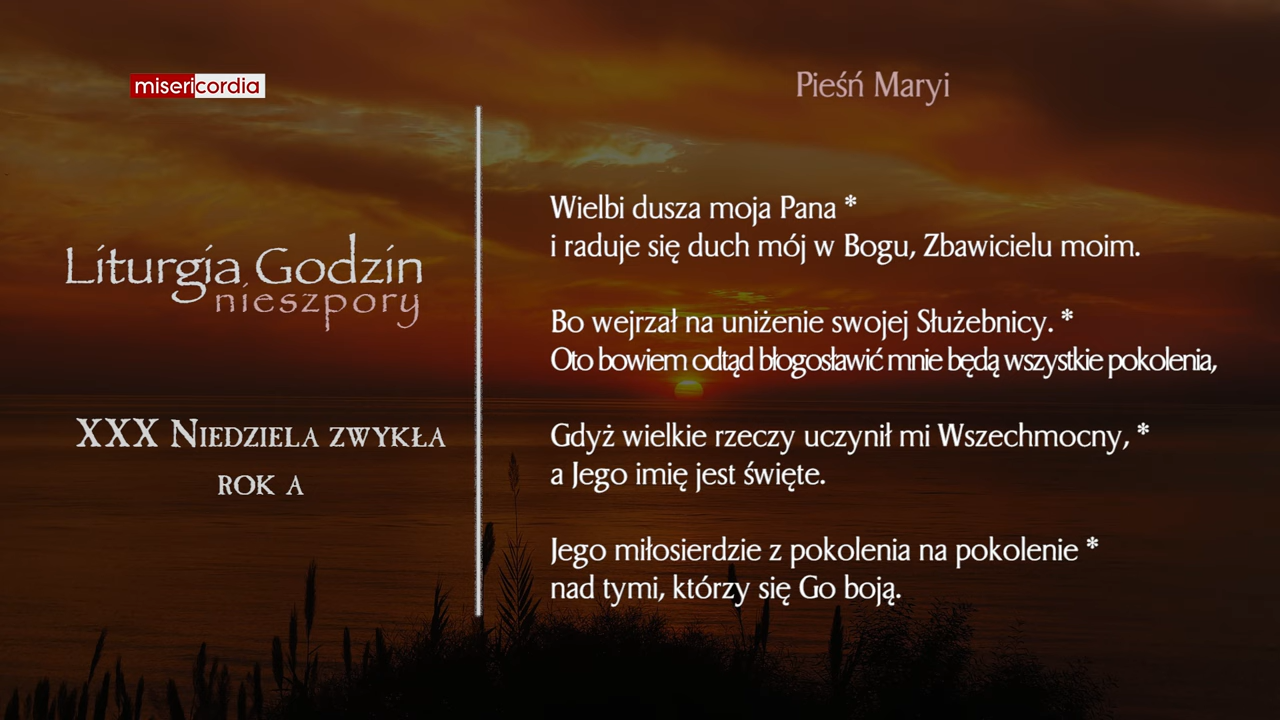 misericordia
Liturgia Godzin
nieszpory
XXX Niedziela zwykła
rok A
Pieśń Maryi
Wielbi dusza moja Pana *
i raduje się duch mój w Bogu, Zbawicielu moim.
Bo wejrzał na uniżenie swojej Służebnicy. *
Oto bowiem odtąd błogosławić mnie będą wszystkie pokolenia,
Gdyż wielkie rzeczy uczynił mi Wszechmocny, *
a Jego imię jest święte.
Jego miłosierdzie z pokolenia na pokolenie *
nad tymi, którzy się Go boją.